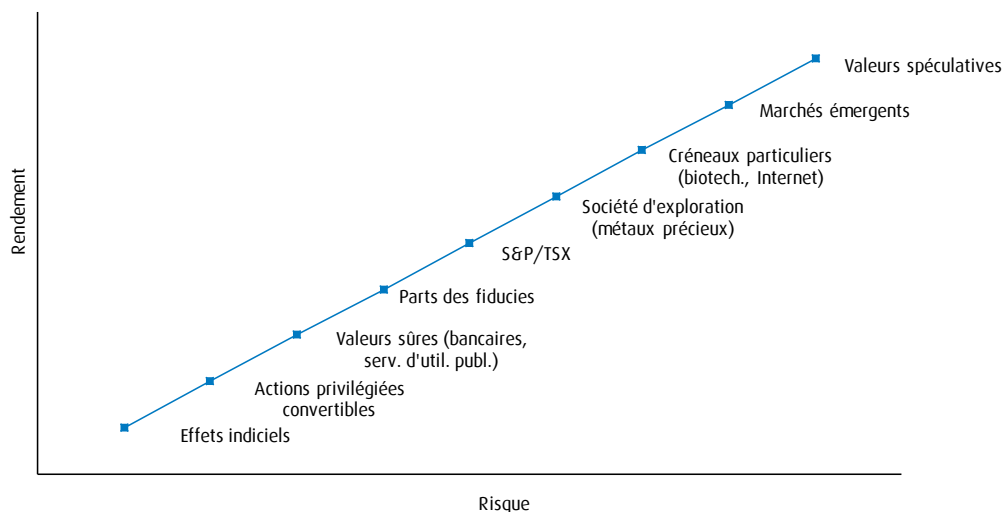 Valeurs spéculatives
Marchés émergents
Créneaux particuliers
(biotech., Internet)
Société d'exploration
(métaux précieux)
S&P/TSX
Parts des fiducies
Valeurs sûres (bancaires,
serv. d'util. publ.)
Actions privilégiées
convertibles
Effets indiciels
Rendement
Risque